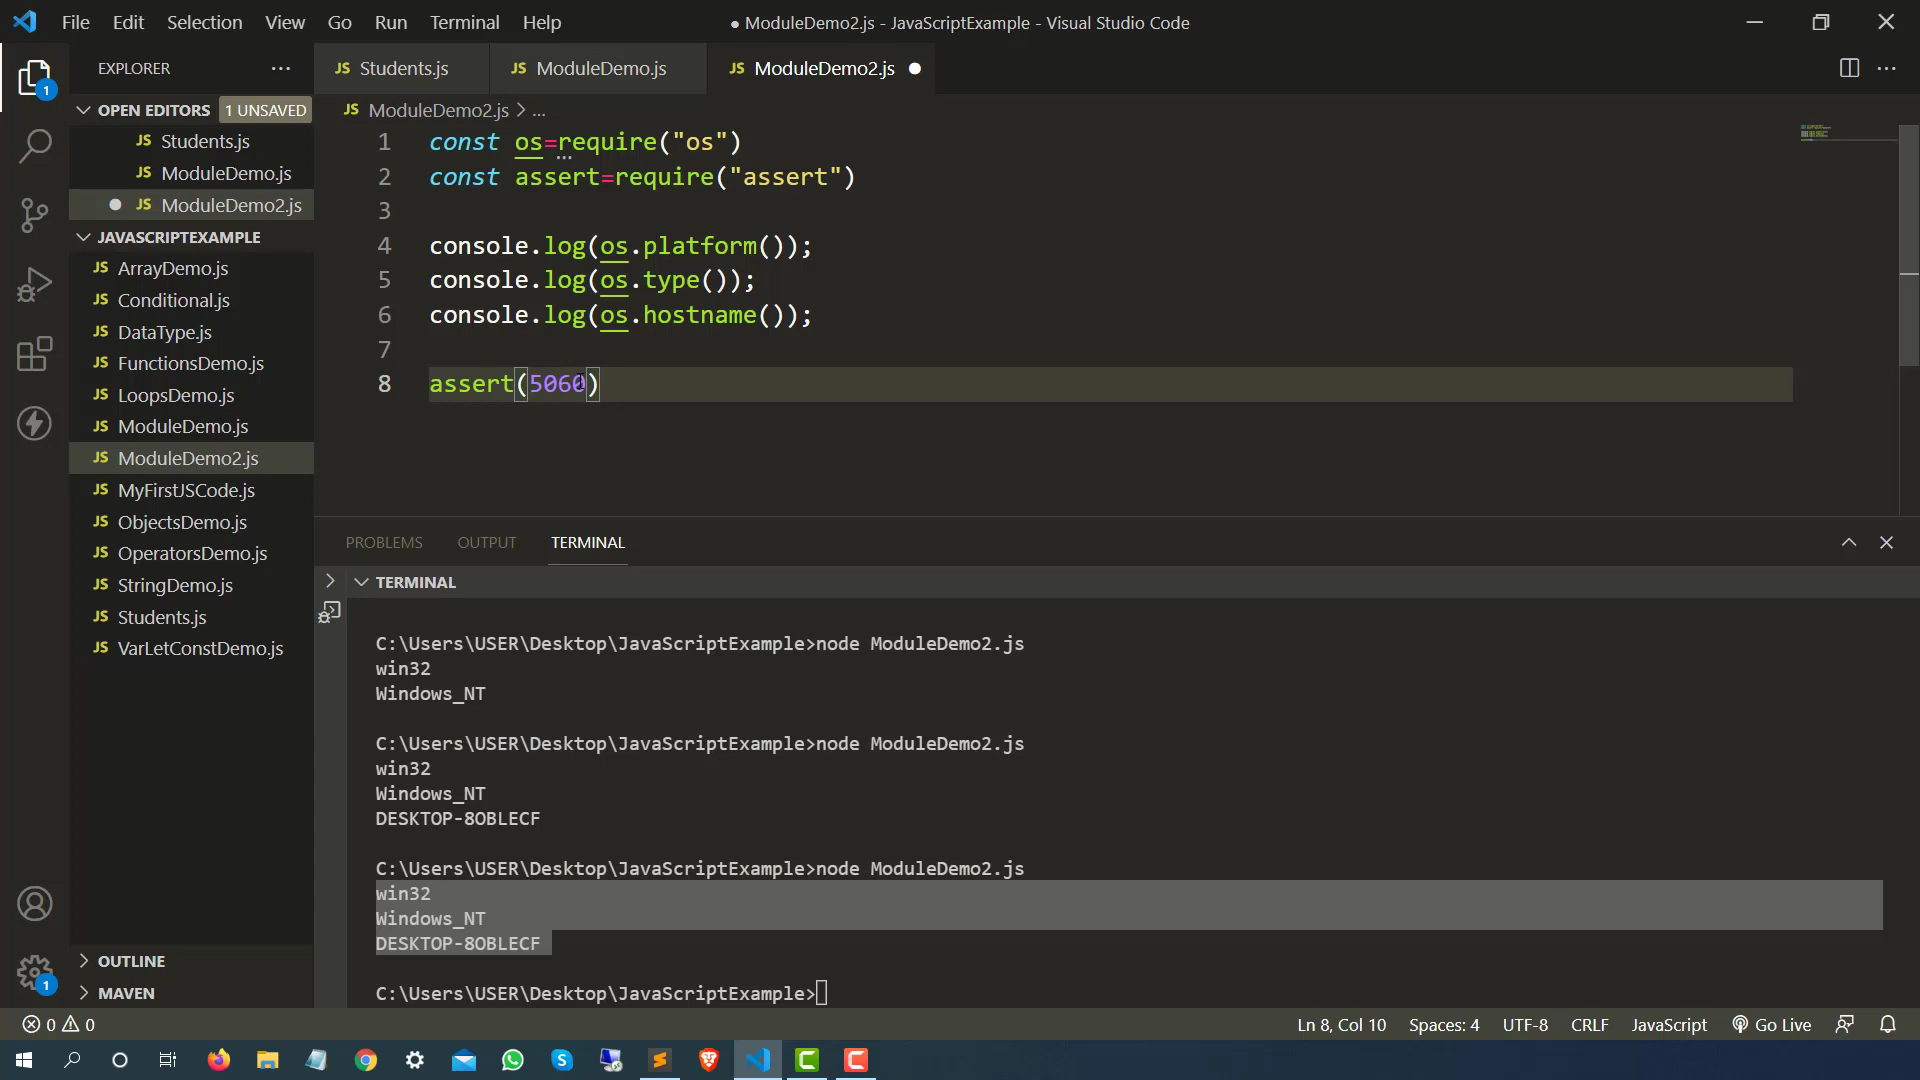 File Edit Selection View Go Run Terminal Help
● ModuleDemo2.js - JavaScriptExample - Visual Studio Code
EXPLORER
OPEN EDITORS 1 UNSAVED
JS Students.js
JS ModuleDemo.js
JS ModuleDemo2.js
JAVASCRIPTEXAMPLE
JS ArrayDemo.js
JS Conditional.js
JS DataType.js
JS FunctionsDemo.js
JS LoopsDemo.js
JS ModuleDemo.js
JS ModuleDemo2.js
JS MyFirstJSCode.js
JS ObjectsDemo.js
JS OperatorsDemo.js
JS StringDemo.js
JS Students.js
JS VarLetConstDemo.js
OUTLINE
MAVEN
1
1
JS Students.js JS ModuleDemo.js JS ModuleDemo2.js
JS ModuleDemo2.js > ...
1 const os=require("os")
2 const assert=require("assert")
3
4 console.log(os.platform());
5 console.log(os.type());
6 console.log(os.hostname());
7
8 assert(5060)
PROBLEMS OUTPUT TERMINAL
TERMINAL
C:\Users\USER\Desktop\JavaScriptExample>node ModuleDemo2.js
win32
Windows_NT
C:\Users\USER\Desktop\JavaScriptExample>node ModuleDemo2.js
win32
Windows_NT
DESKTOP-8OBLECF
C:\Users\USER\Desktop\JavaScriptExample>node ModuleDemo2.js
win32
Windows_NT
DESKTOP-8OBLECF
C:\Users\USER\Desktop\JavaScriptExample>
0 0 Ln 8, Col 10 Spaces: 4 UTF-8 CRLF JavaScript Go Live